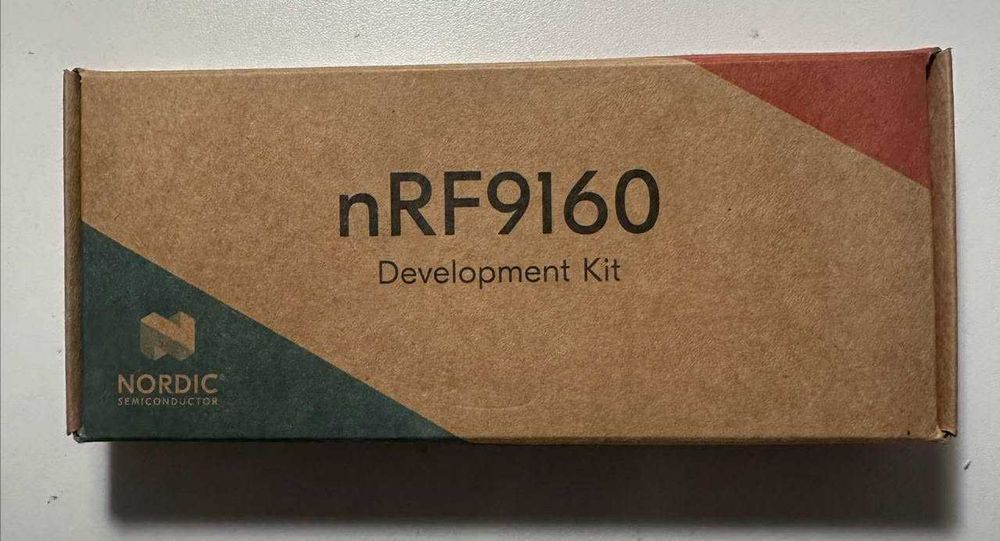 nRF9160
Development Kit
NORDIC
SEMICONDUCTOR